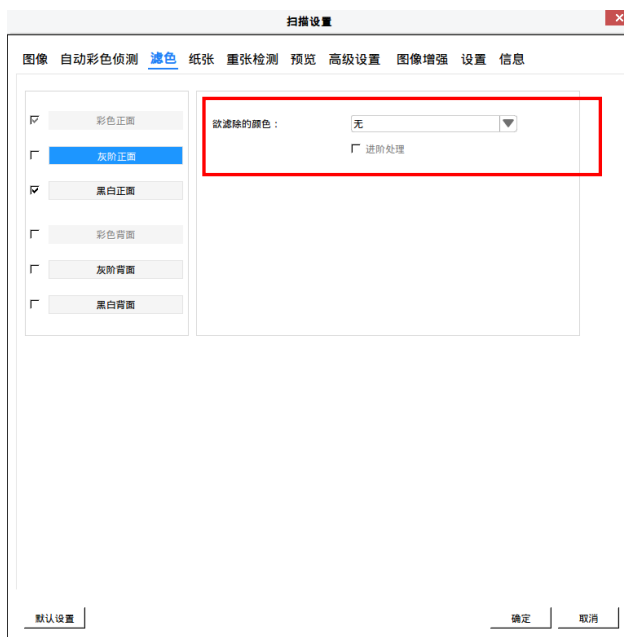 扫描设置
图像 自动彩色侦测 滤色 纸张 重张检测 预览 高级设置 图像增强 设置 信息
彩色正面
灰阶正面
黑白正面
彩色背面
灰阶背面
黑白背面
欲滤除的颜色： 无
进阶处理
默认设置 确定 取消